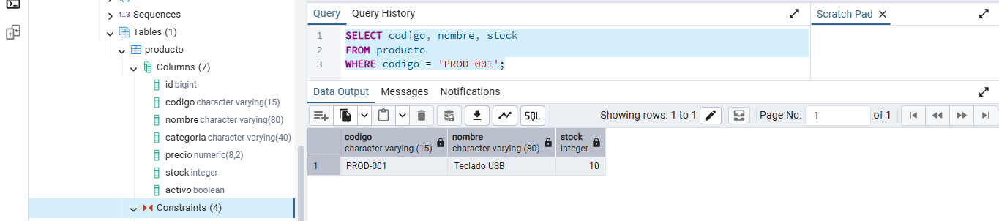 1..3 Sequences
Tables (1)
producto
Columns (7)
id bigint
codigo character varying(15)
nombre character varying(80)
categoria character varying(40)
precio numeric(8,2)
stock integer
activo boolean
Constraints (4)
Query Query History
Scratch Pad
1 SELECT codigo, nombre, stock
2 FROM producto
3 WHERE codigo = 'PROD-001';
Data Output Messages Notifications
SQL Showing rows: 1 to 1 Page No: 1 of 1
codigo nombre stock
character varying (15) character varying (80) integer
1 PROD-001 Teclado USB 10